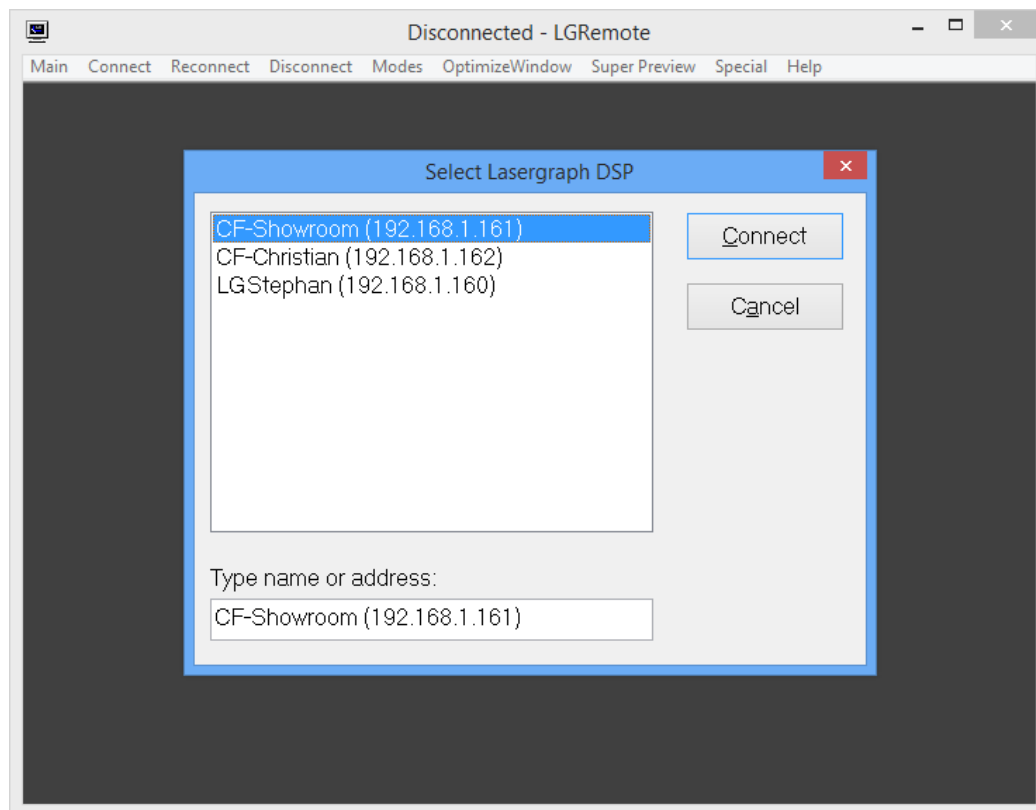 Disconnected - LGRemote
Main Connect Reconnect Disconnect Modes OptimizeWindow Super Preview Special Help
Select Lasergraph DSP
CF-Showroom (192.168.1.161)
CF-Christian (192.168.1.162)
LGStephan (192.168.1.160)
Connect
Cancel
Type name or address:
CF-Showroom (192.168.1.161)